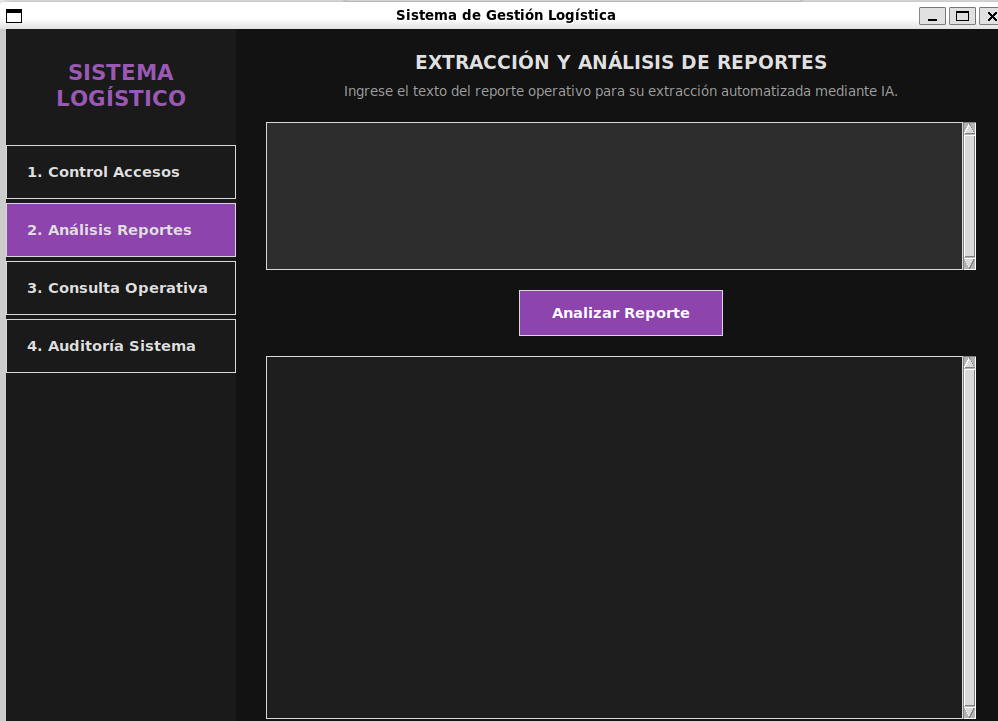 Sistema de Gestión Logística
SISTEMA
LOGÍSTICO
1. Control Accesos
2. Análisis Reportes
3. Consulta Operativa
4. Auditoría Sistema
EXTRACCIÓN Y ANÁLISIS DE REPORTES
Ingrese el texto del reporte operativo para su extracción automatizada mediante IA.
Analizar Reporte